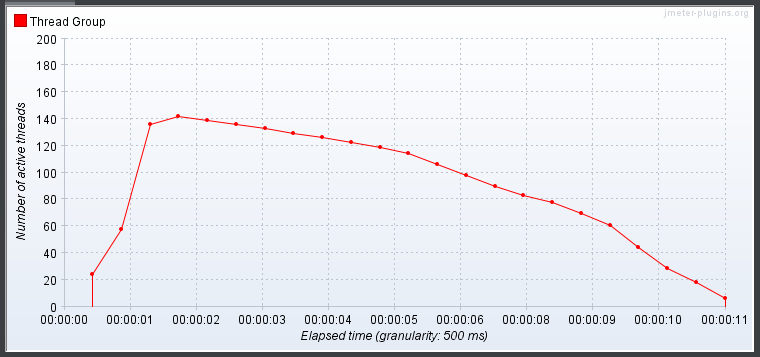 jmeter-plugins.org
Thread Group
200
180
160
140
120
100
80
60
40
20
0
Number of active threads
00:00:00 00:00:01 00:00:02 00:00:03 00:00:04 00:00:05 00:00:06 00:00:07 00:00:08 00:00:09 00:00:10 00:00:11
Elapsed time (granularity: 500 ms)